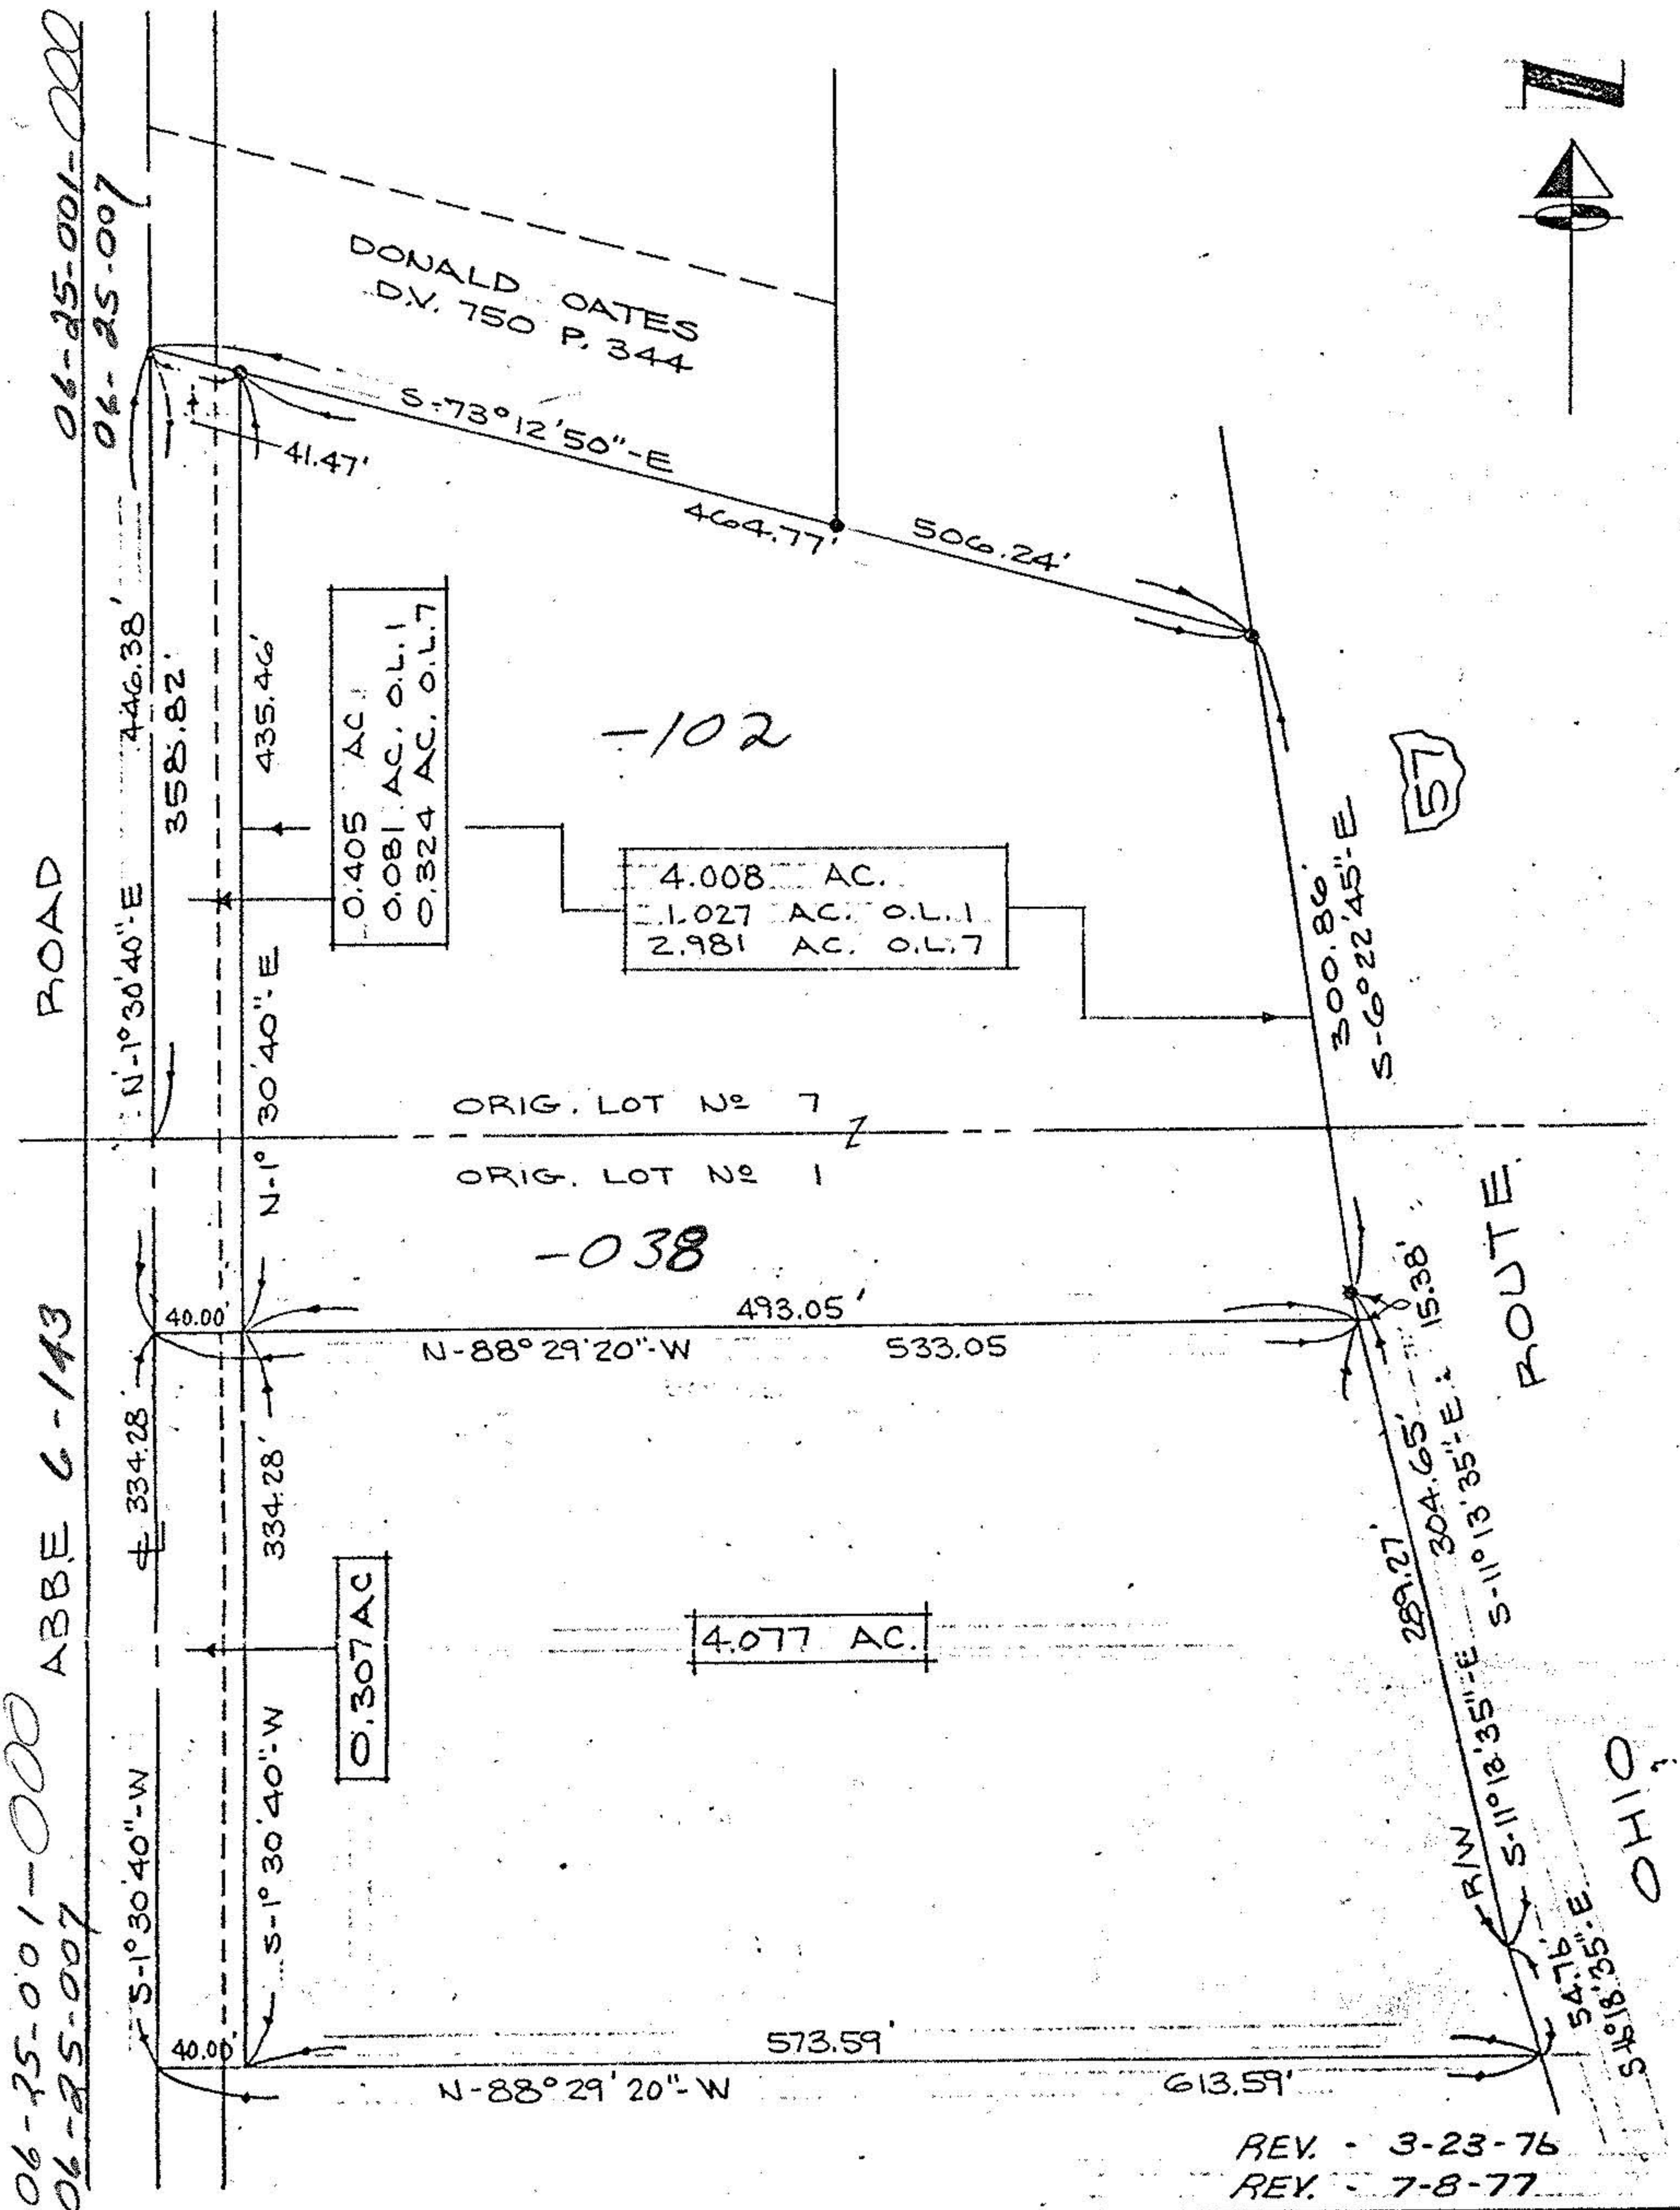 06-25-001-000
06-25-007
ROAD
ABBE 6-143
06-25-001-000
06-25-007
DONALD OATES
D.V. 750 P. 344
S-73°12'50"-E
41.47'
464.77'
506.24'
N-1°30'40"-E 446.38'
358.82'
435.46'
N-1°30'40"-E
0.405 AC.
0.081 AC. O.L.1
0.324 AC. O.L.7
-102
4.008 AC.
1.027 AC. O.L.1
2.981 AC. O.L.7
57
300.86'
S-6°22'45"-E
ORIG. LOT Nº 7
ORIG. LOT Nº 1
-038
40.00'
493.05'
N-88°29'20"-W 533.05
15.38'
ROUTE
334.28'
334.28'
289.27'
304.65'
S-11°13'35"-E
S-11°13'35"-E
0.307 AC
4.077 AC.
S-1°30'40"-W
S-1°30'40"-W
R/W
54.76'
OHIO
40.00'
573.59'
N-88°29'20"-W 613.59'
REV. - 3-23-76
REV. - 7-8-77